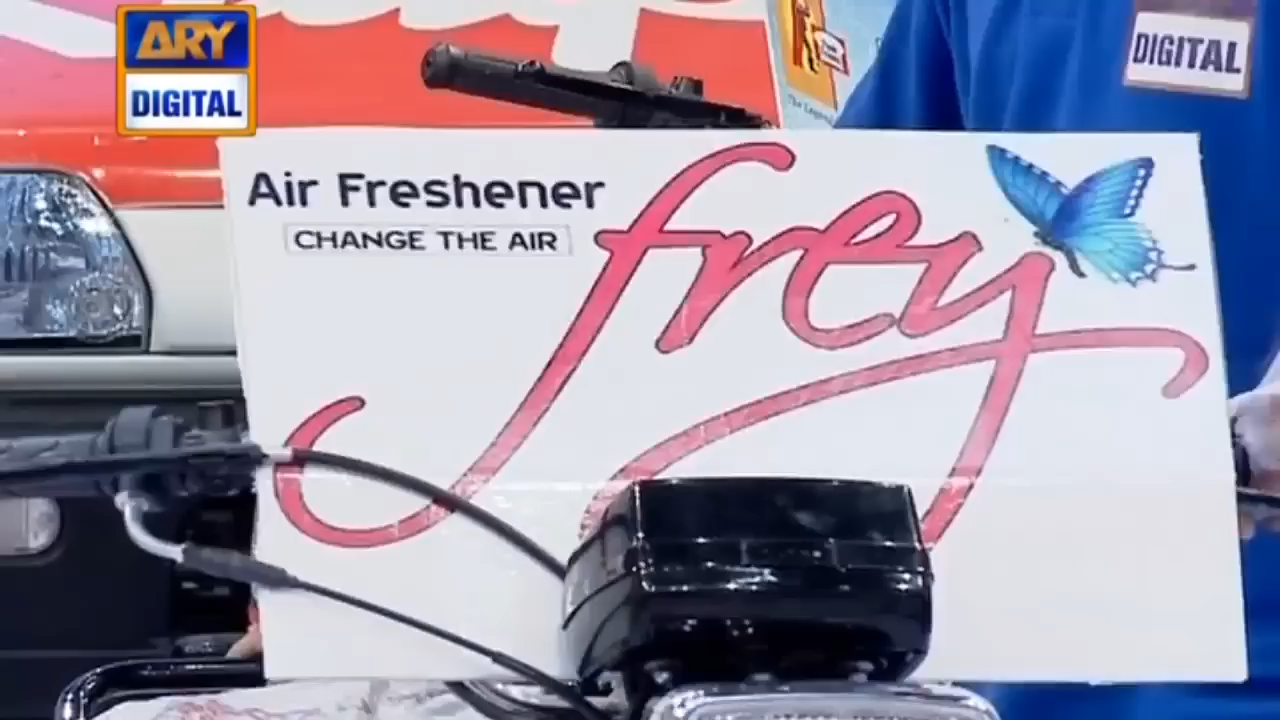 ARY
DIGITAL
DIGITAL
Air Freshener
CHANGE THE AIR
frey